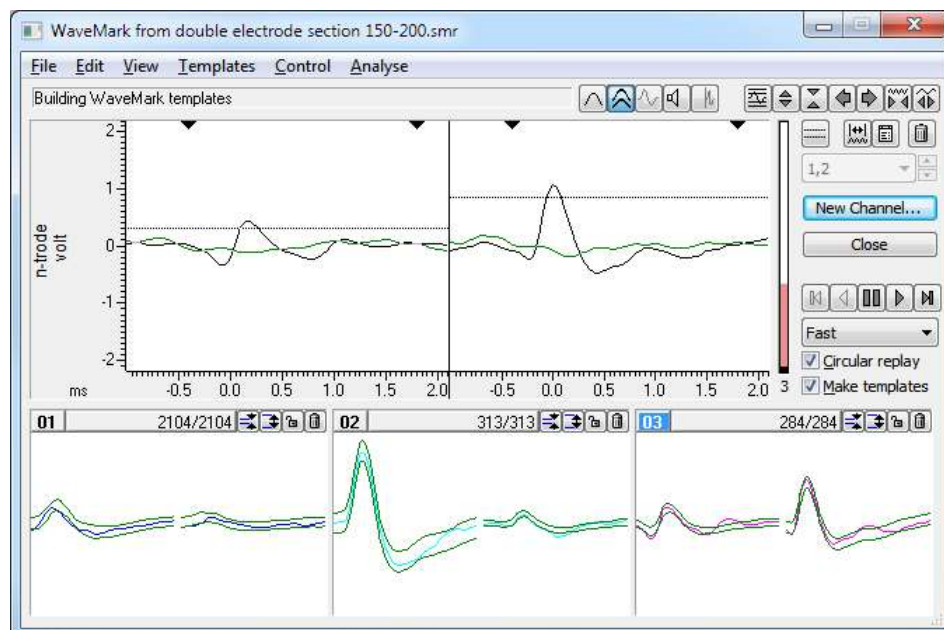 WaveMark from double electrode section 150-200.smr
File Edit View Templates Control Analyse
Building WaveMark templates
n-trode
volt
2
1
0
-1
-2
1,2
New Channel...
Close
Fast
Circular replay
Make templates
ms -0.5 0.0 0.5 1.0 1.5 2.0 -0.5 0.0 0.5 1.0 1.5 2.0 3
01 2104/2104 02 313/313 03 284/284